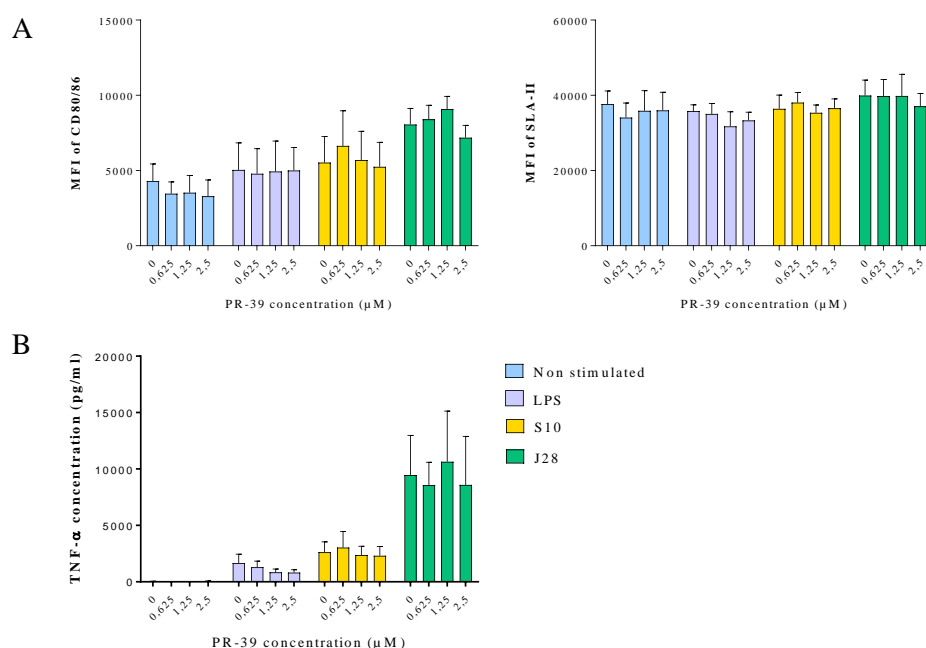 A
MFI of CD80/86
15000
10000
5000
0
0 0,625 1,25 2,5 0 0,625 1,25 2,5 0 0,625 1,25 2,5 0 0,625 1,25 2,5
PR-39 concentration (µM)
MFI of SLA-II
60000
40000
20000
0
0 0,625 1,25 2,5 0 0,625 1,25 2,5 0 0,625 1,25 2,5 0 0,625 1,25 2,5
PR-39 concentration (µM)
B
TNF-α concentration (pg/ml)
20000
15000
10000
5000
0
0 0,625 1,25 2,5 0 0,625 1,25 2,5 0 0,625 1,25 2,5 0 0,625 1,25 2,5
PR-39 concentration (µM)
Non stimulated
LPS
S10
J28